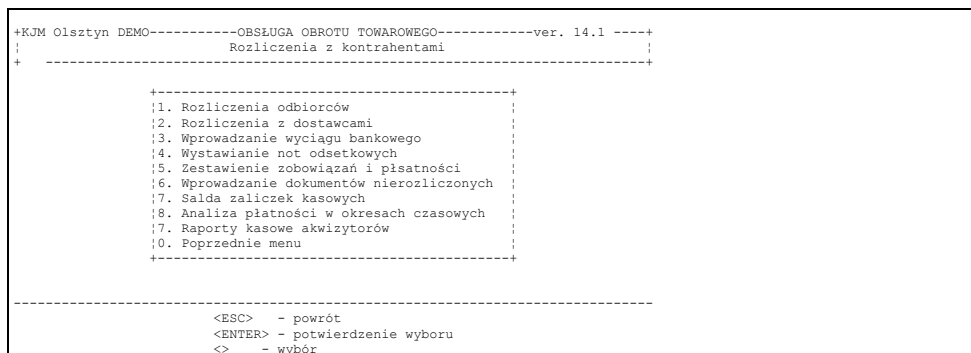 +KJM Olsztyn DEMO-----------OBSŁUGA OBROTU TOWAROWEGO------------ver. 14.1 ----+
¦ Rozliczenia z kontrahentami ¦
+ ---------------------------------------------------------------------------+
+--------------------------------------------+
¦1. Rozliczenia odbiorców ¦
¦2. Rozliczenia z dostawcami ¦
¦3. Wprowadzanie wyciągu bankowego ¦
¦4. Wystawianie not odsetkowych ¦
¦5. Zestawienie zobowiązań i płsatności ¦
¦6. Wprowadzanie dokumentów nierozliczonych ¦
¦7. Salda zaliczek kasowych ¦
¦8. Analiza płatności w okresach czasowych ¦
¦7. Raporty kasowe akwizytorów ¦
¦0. Poprzednie menu ¦
+--------------------------------------------+
--------------------------------------------------------------------------------
<ESC> - powrót
<ENTER> - potwierdzenie wyboru
<> - wybór